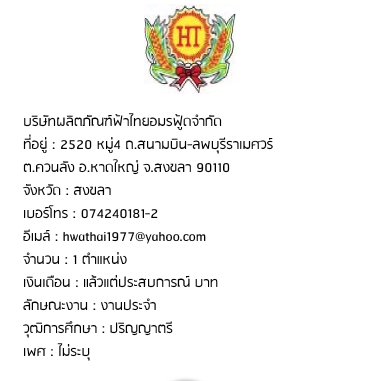 HT
บริษัทผลิตภัณฑ์ฟ้าไทยอมรฟู้ดจำกัด
ที่อยู่ : 2520 หมู่4 ถ.สนามบิน-ลพบุรีราเมศวร์
ต.ควนลัง อ.หาดใหญ่ จ.สงขลา 90110
จังหวัด : สงขลา
เบอร์โทร : 074240181-2
อีเมล์ : hwathai1977@yahoo.com
จำนวน : 1 ตำแหน่ง
เงินเดือน : แล้วแต่ประสบการณ์ บาท
ลักษณะงาน : งานประจำ
วุฒิการศึกษา : ปริญญาตรี
เพศ : ไม่ระบุ